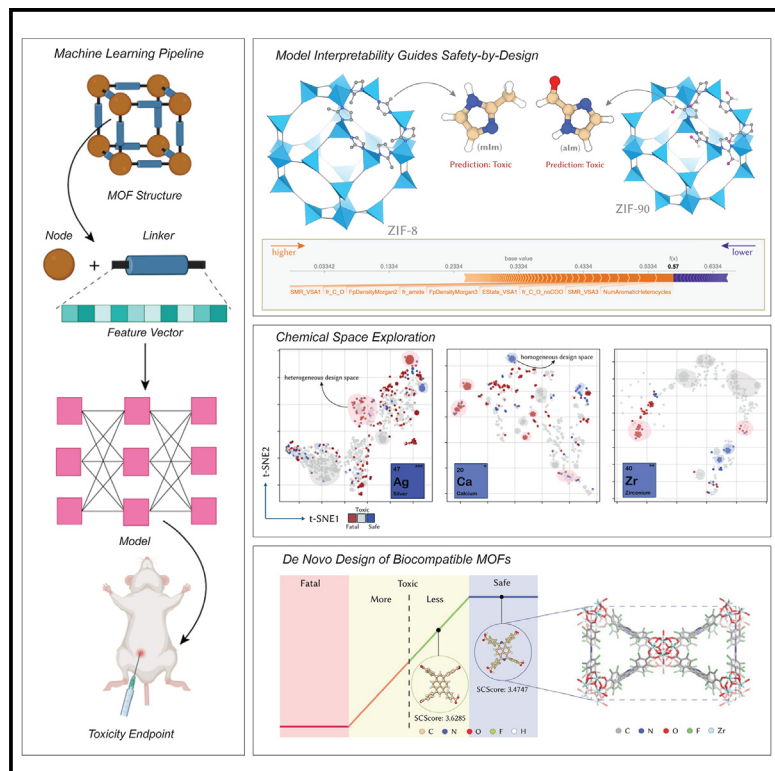 Machine Learning Pipeline
MOF Structure
Node
Linker
+
Feature Vector
Model
Toxicity Endpoint
Model Interpretability Guides Safety-by-Design
(mIm)
Prediction: Toxic
(aIm)
Prediction: Toxic
ZIF-8
ZIF-90
higher
lower
base value
f(x)
0.03342 0.1334 0.2334 0.3334 0.4334 0.5334 0.57 0.6334
SMR_VSA1 fr_C_O FpDensityMorgan2 fr_amide FpDensityMorgan3 EState_VSA1 fr_C_O_noCOO SMR_VSA3 NumAromaticHeterocycles
Chemical Space Exploration
heterogeneous design space
homogeneous design space
47
Ag
Silver
20
Ca
Calcium
40
Zr
Zirconium
t-SNE2
t-SNE1
Toxic
Fatal Safe
De Novo Design of Biocompatible MOFs
Fatal
Toxic
Safe
More
Less
SCScore: 3.6285
SCScore: 3.4747
C N O F H
C N O F Zr